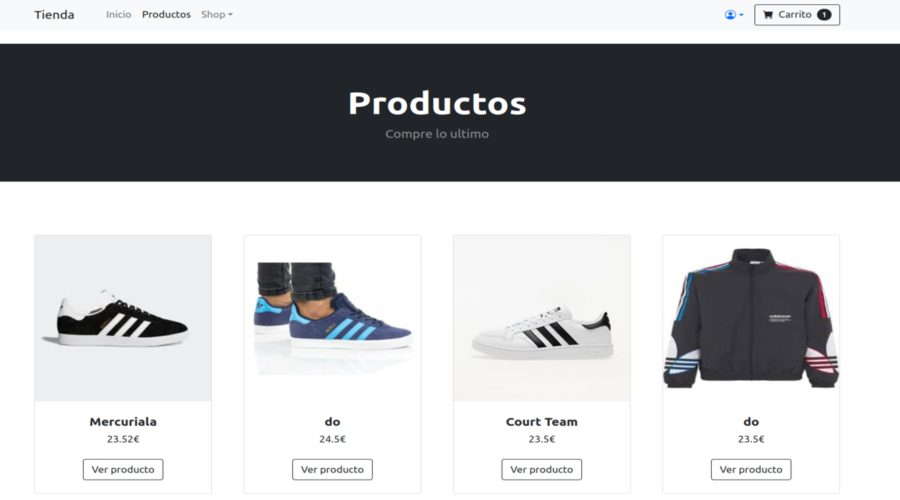 Tienda Inicio Productos Shop Carrito 1
Productos
Compre lo ultimo
Mercuriala do Court Team do
23.52€ 24.5€ 23.5€ 23.5€
Ver producto Ver producto Ver producto Ver producto